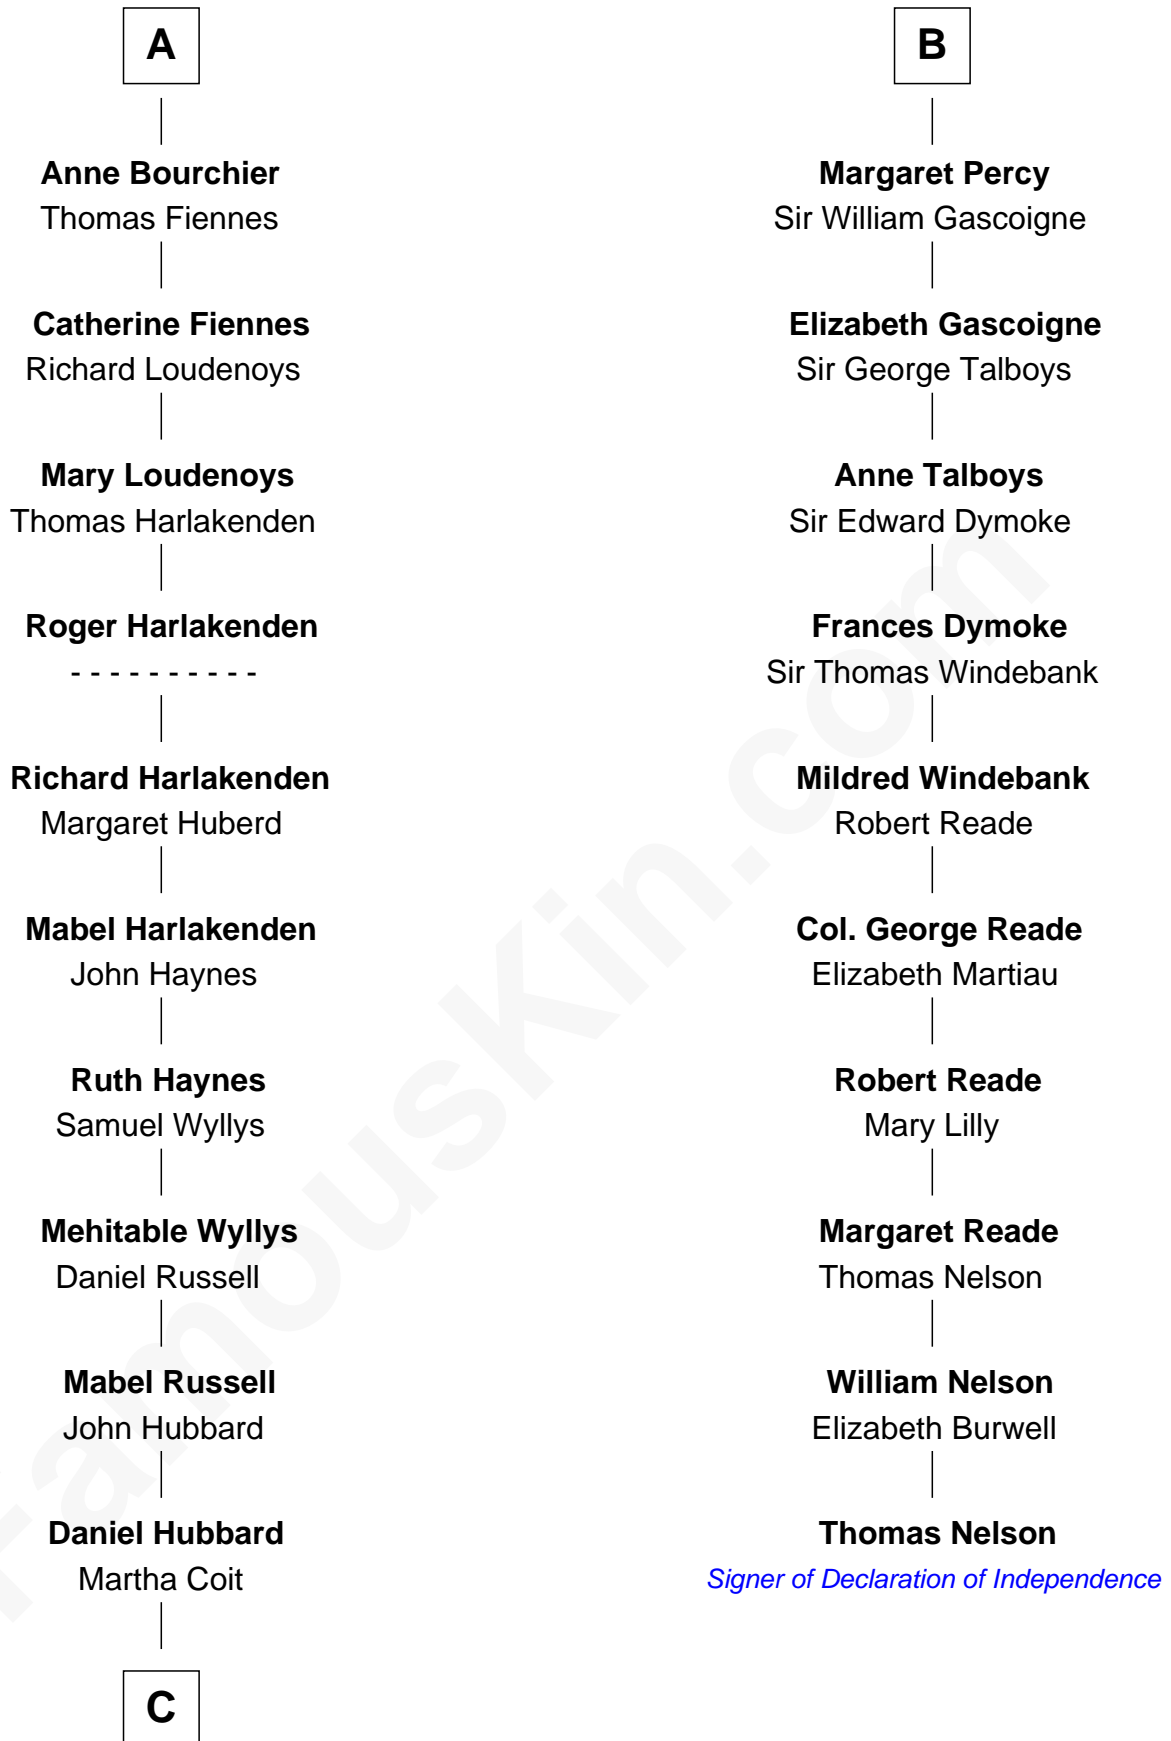 A
Anne Bourchier
Thomas Fiennes
Catherine Fiennes
Richard Loudenoys
Mary Loudenoys
Thomas Harlakenden
Roger Harlakenden
- - - - - - - - - -
Richard Harlakenden
Margaret Huberd
Mabel Harlakenden
John Haynes
Ruth Haynes
Samuel Wyllys
Mehitable Wyllys
Daniel Russell
Mabel Russell
John Hubbard
Daniel Hubbard
Martha Coit
C
B
Margaret Percy
Sir William Gascoigne
Elizabeth Gascoigne
Sir George Talboys
Anne Talboys
Sir Edward Dymoke
Frances Dymoke
Sir Thomas Windebank
Mildred Windebank
Robert Reade
Col. George Reade
Elizabeth Martiau
Robert Reade
Mary Lilly
Margaret Reade
Thomas Nelson
William Nelson
Elizabeth Burwell
Thomas Nelson
Signer of Declaration of Independence
FamousKin.com